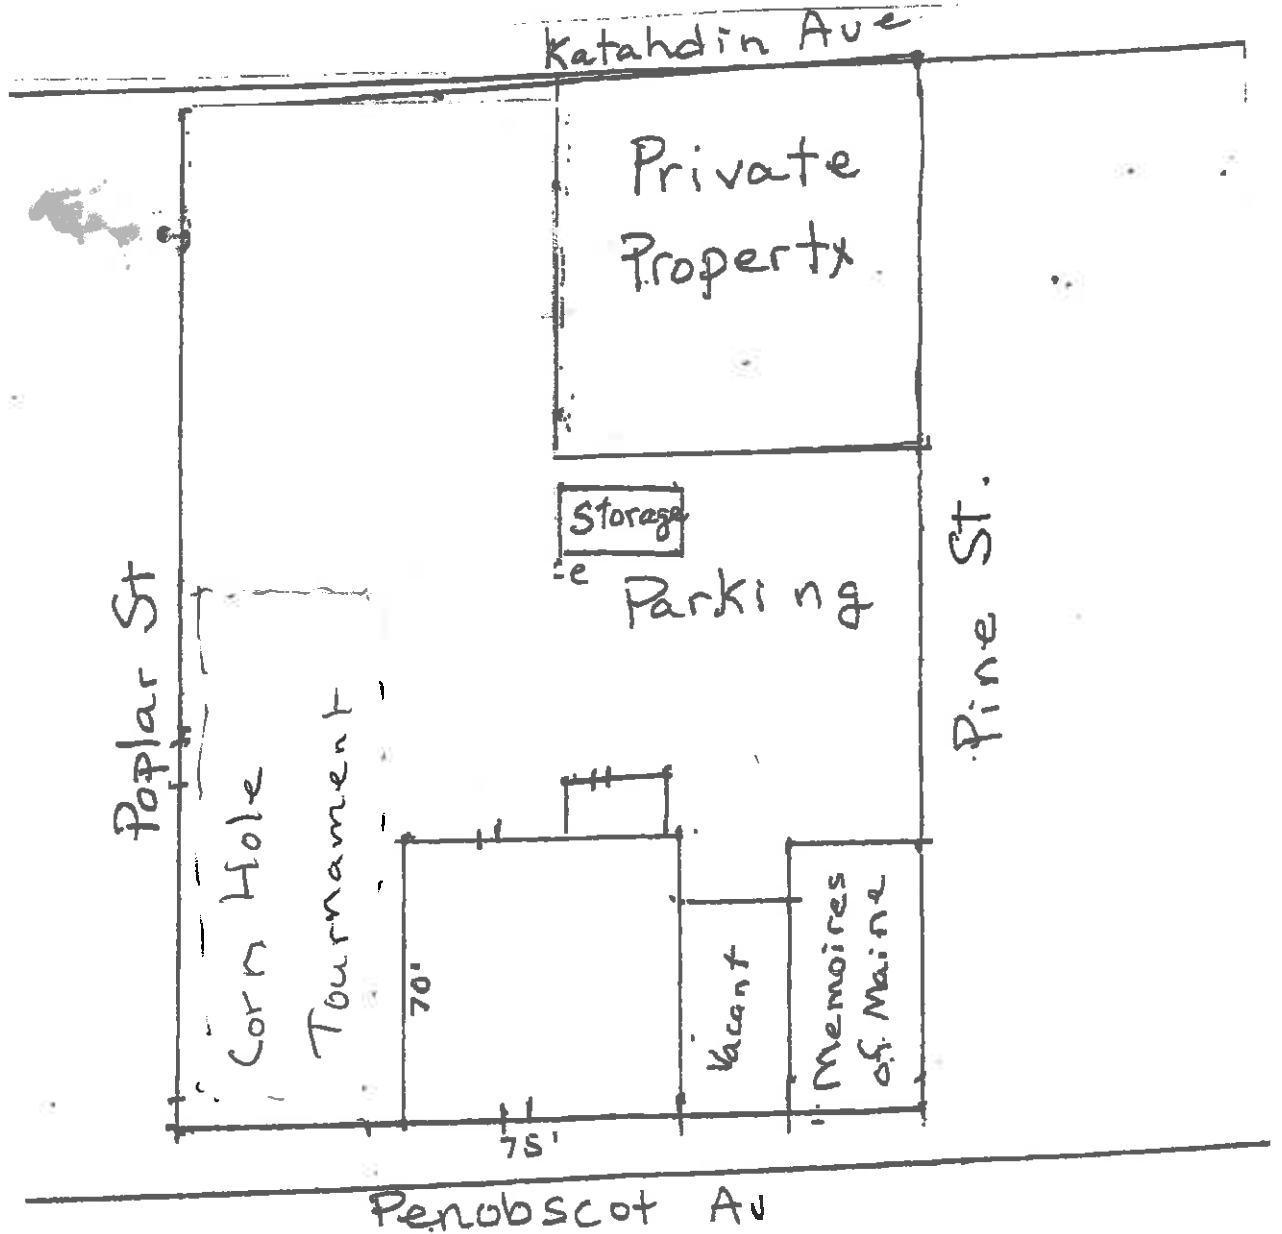 Katahdin Ave
Private
Property
Storage
e
Parking
Poplar St
Pine St.
Corn Hole
Tournament
70'
Vacant
Memoires
of Maine
75'
Penobscot Av